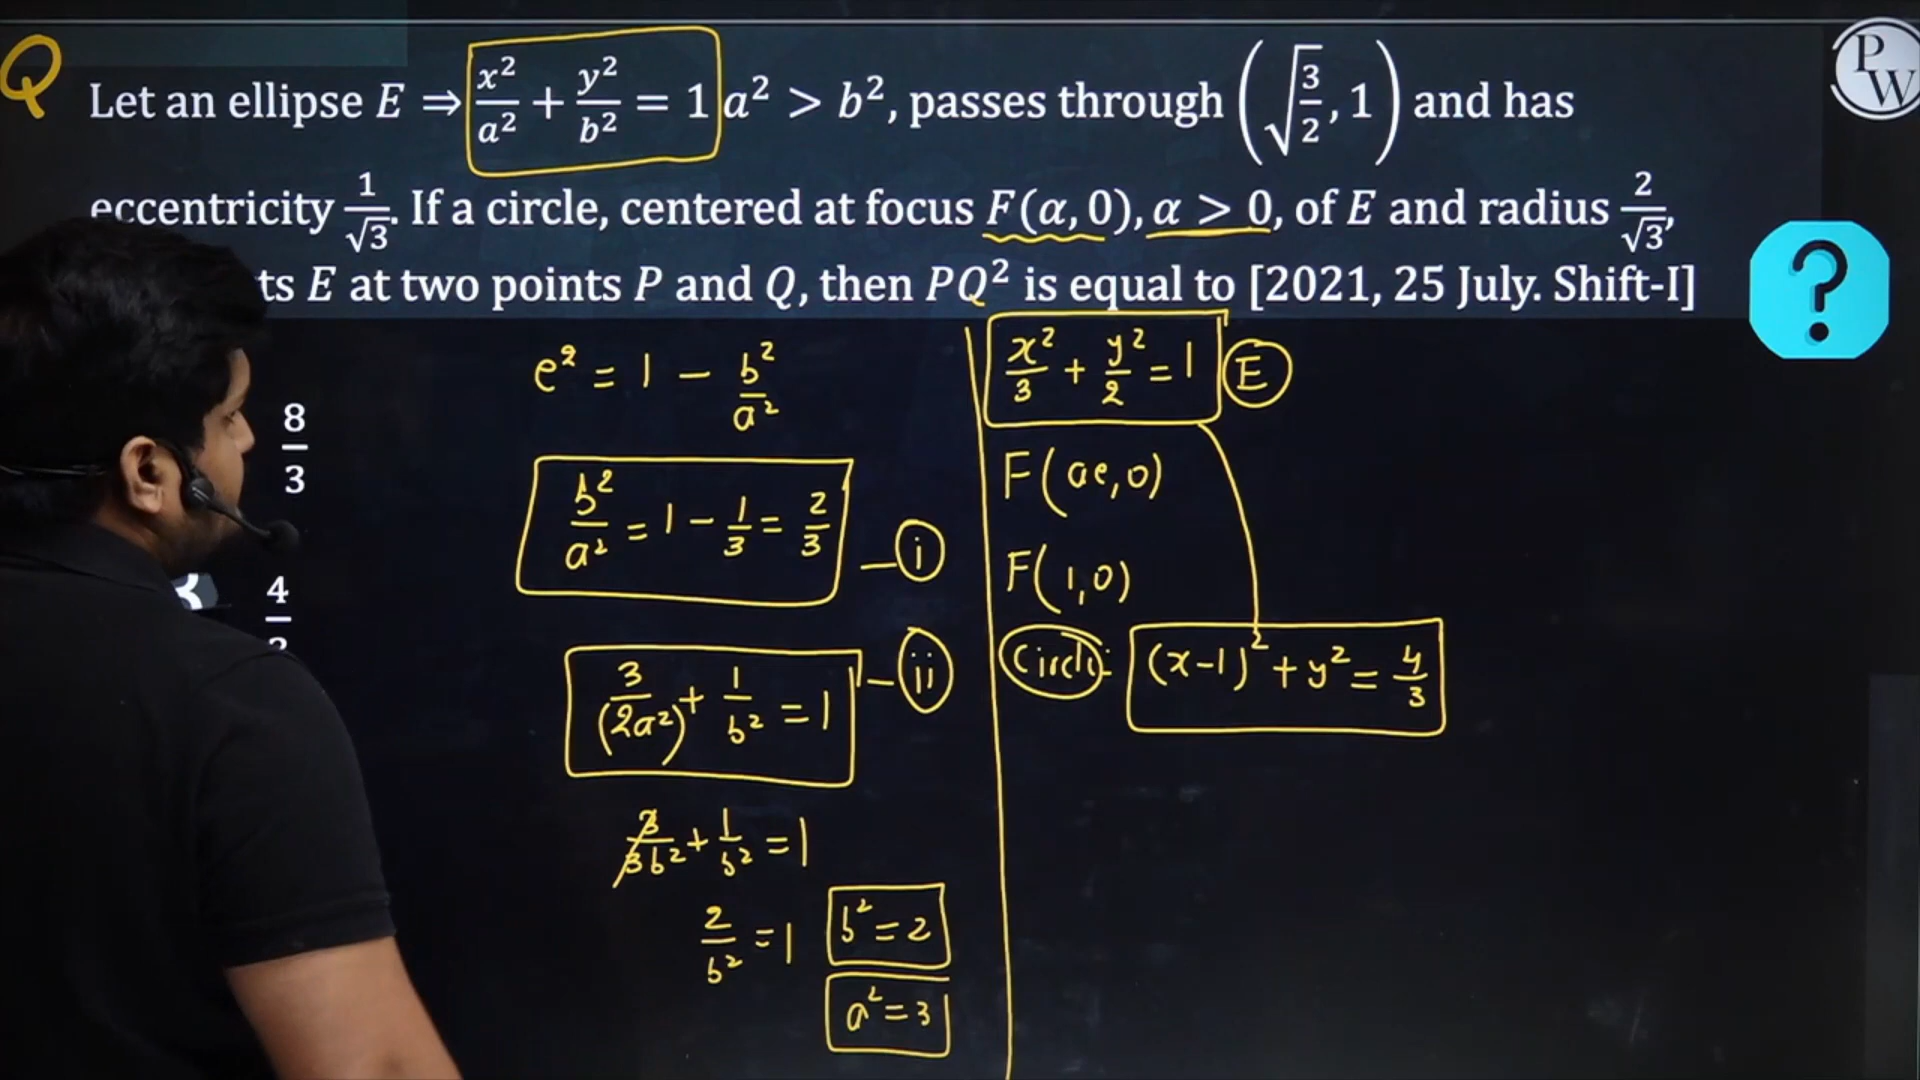 Q
Let an ellipse E ⇒ x²/a² + y²/b² = 1 a² > b², passes through (√(3/2), 1) and has
eccentricity 1/√3. If a circle, centered at focus F(α, 0), α > 0, of E and radius 2/√3,
ts E at two points P and Q, then PQ² is equal to [2021, 25 July. Shift-I]
PW
?
8/3
4
e² = 1 - b²/a²
b²/a² = 1 - 1/3 = 2/3 - (i)
3/(2a²) + 1/b² = 1 - (ii)
3/3b² + 1/b² = 1
2/b² = 1 b² = 2
a² = 3
x²/3 + y²/2 = 1 (E)
F(ae, 0)
F(1, 0)
Circle: (x-1)² + y² = 4/3